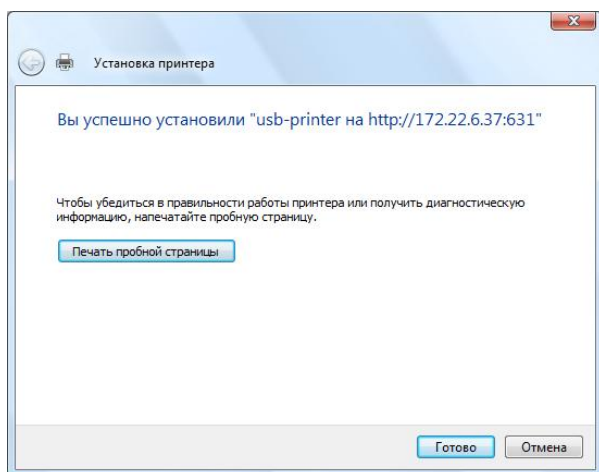 Установка принтера
Вы успешно установили "usb-printer на http://172.22.6.37:631"
Чтобы убедиться в правильности работы принтера или получить диагностическую
информацию, напечатайте пробную страницу.
Печать пробной страницы
Готово
Отмена